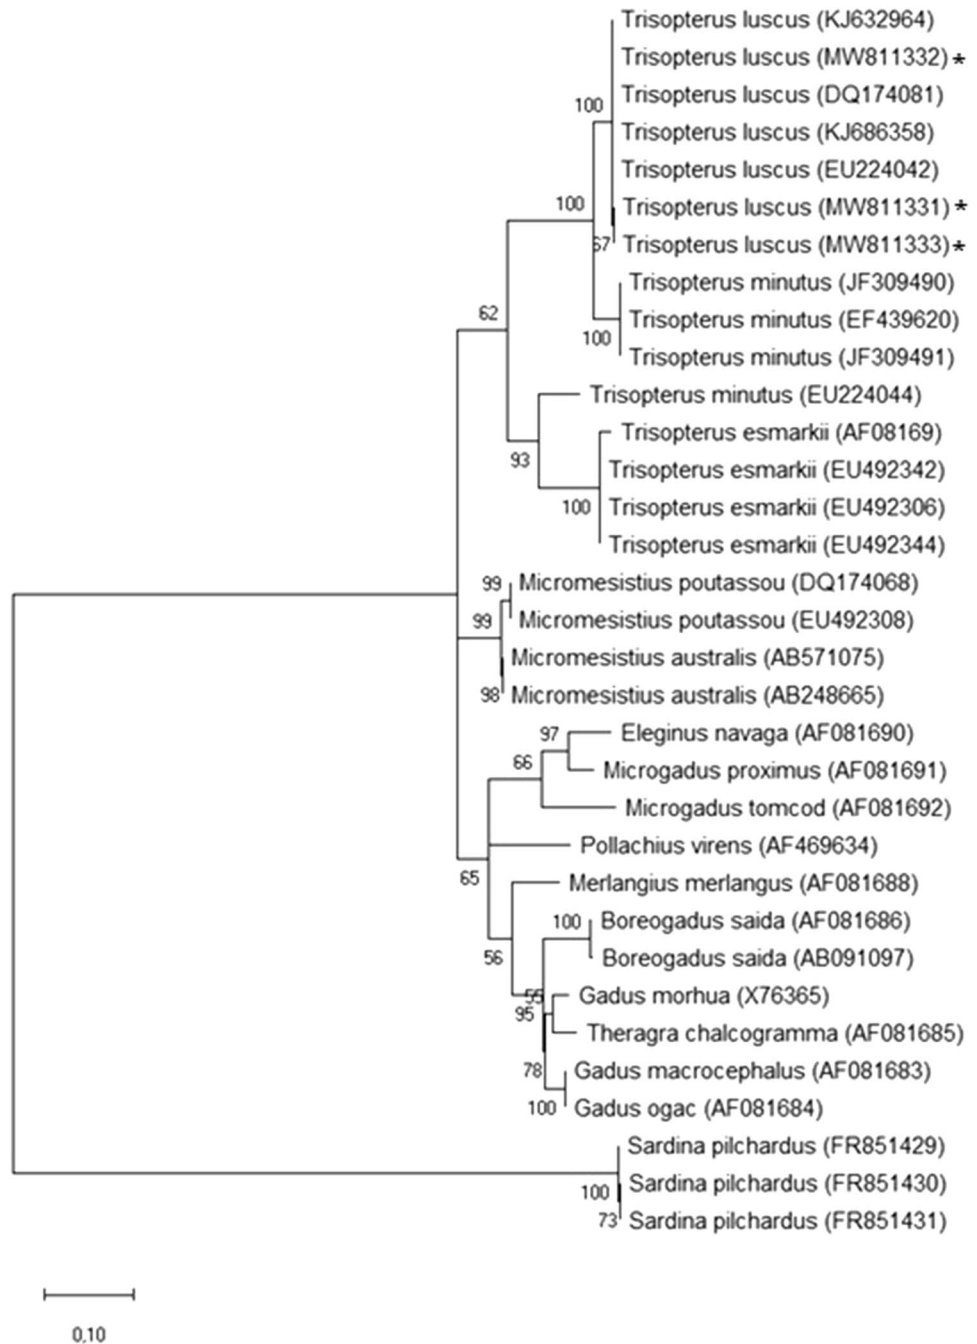 Trisopterus luscus (KJ632964)
Trisopterus luscus (MW811332) *
100
Trisopterus luscus (DQ174081)
Trisopterus luscus (KJ686358)
Trisopterus luscus (EU224042)
100
Trisopterus luscus (MW811331) *
67
Trisopterus luscus (MW811333) *
Trisopterus minutus (JF309490)
62
Trisopterus minutus (EF439620)
100
Trisopterus minutus (JF309491)
Trisopterus minutus (EU224044)
Trisopterus esmarkii (AF08169)
93
Trisopterus esmarkii (EU492342)
100
Trisopterus esmarkii (EU492306)
Trisopterus esmarkii (EU492344)
99
Micromesistius poutassou (DQ174068)
99
Micromesistius poutassou (EU492308)
Micromesistius australis (AB571075)
98
Micromesistius australis (AB248665)
97
Eleginus navaga (AF081690)
66
Microgadus proximus (AF081691)
Microgadus tomcod (AF081692)
Pollachius virens (AF469634)
65
Merlangius merlangus (AF081688)
100
Boreogadus saida (AF081686)
56
Boreogadus saida (AB091097)
55
Gadus morhua (X76365)
95
Theragra chalcogramma (AF081685)
78
Gadus macrocephalus (AF081683)
100
Gadus ogac (AF081684)
Sardina pilchardus (FR851429)
100
Sardina pilchardus (FR851430)
73
Sardina pilchardus (FR851431)
0,10